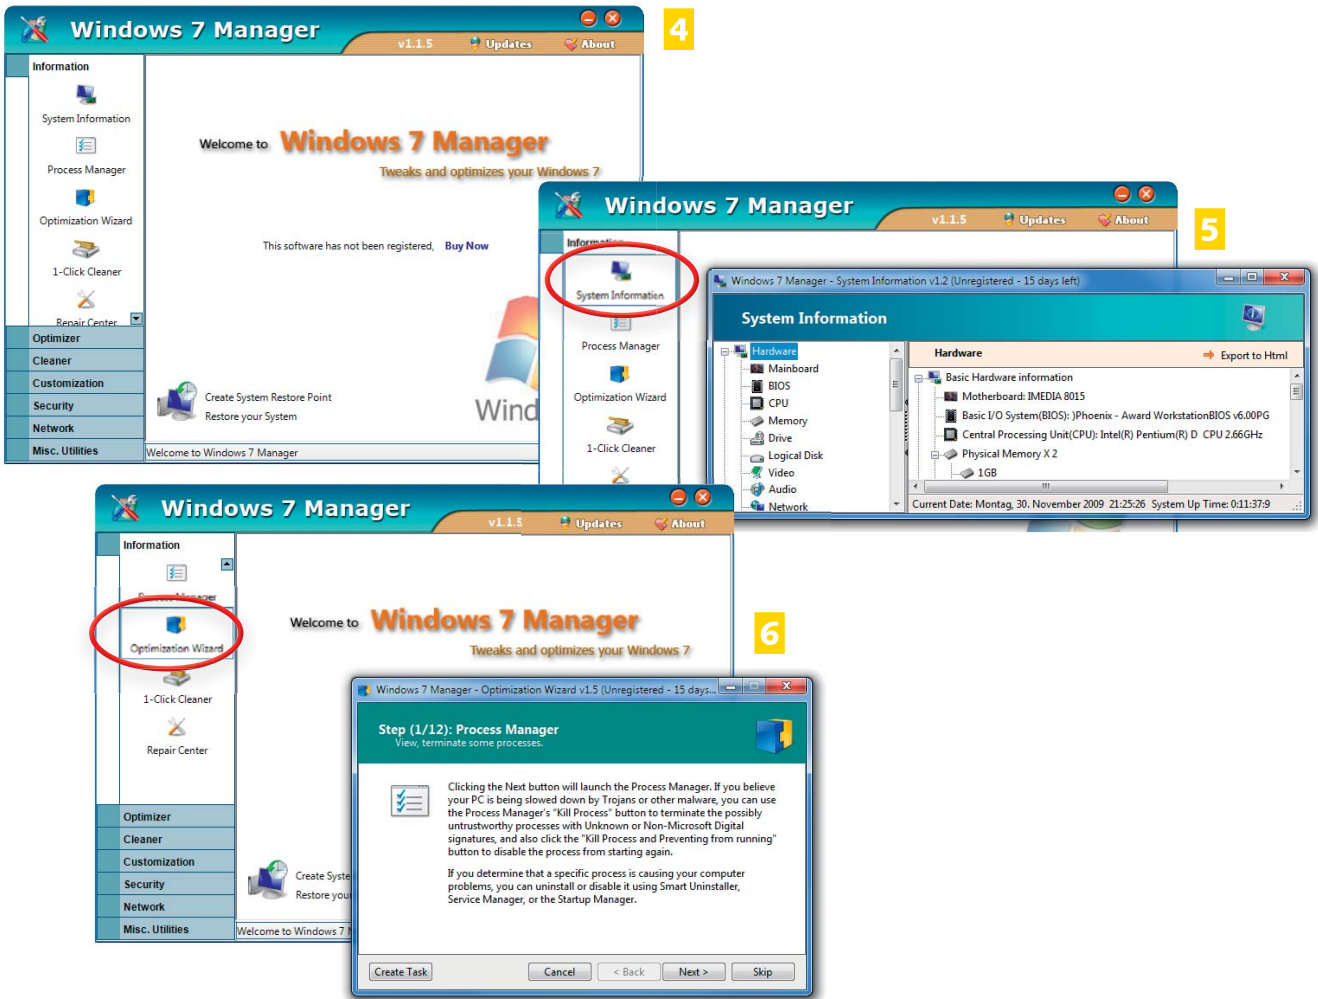 Windows 7 Manager
v1.1.5
Updates
About
4
Information
System Information
Process Manager
Optimization Wizard
1-Click Cleaner
Repair Center
Optimizer
Cleaner
Customization
Security
Network
Misc. Utilities
Welcome to Windows 7 Manager
Tweaks and optimizes your Windows 7
This software has not been registered, Buy Now
Create System Restore Point
Restore your System
Wind
Welcome to Windows 7 Manager
Windows 7 Manager
v1.1.5
Updates
About
5
Information
System Information
Process Manager
Optimization Wizard
1-Click Cleaner
Windows 7 Manager - System Information v1.2 (Unregistered - 15 days left)
System Information
Hardware
Mainboard
BIOS
CPU
Memory
Drive
Logical Disk
Video
Audio
Network
Hardware
Export to Html
Basic Hardware information
Motherboard: IMEDIA 8015
Basic I/O System(BIOS): )Phoenix - Award WorkstationBIOS v6.00PG
Central Processing Unit(CPU): Intel(R) Pentium(R) D CPU 2.66GHz
Physical Memory X 2
1GB
Current Date: Montag, 30. November 2009 21:25:26 System Up Time: 0:11:37:9
Windows 7 Manager
v1.1.5
Updates
About
6
Information
Process Manager
Optimization Wizard
1-Click Cleaner
Repair Center
Optimizer
Cleaner
Customization
Security
Network
Misc. Utilities
Welcome to Windows 7 Manager
Tweaks and optimizes your Windows 7
Create Syste
Restore you
Welcome to Windows 7 M
Windows 7 Manager - Optimization Wizard v1.5 (Unregistered - 15 days...
Step (1/12): Process Manager
View, terminate some processes.
Clicking the Next button will launch the Process Manager. If you believe
your PC is being slowed down by Trojans or other malware, you can use
the Process Manager's "Kill Process" button to terminate the possibly
untrustworthy processes with Unknown or Non-Microsoft Digital
signatures, and also click the "Kill Process and Preventing from running"
button to disable the process from starting again.
If you determine that a specific process is causing your computer
problems, you can uninstall or disable it using Smart Uninstaller,
Service Manager, or the Startup Manager.
Create Task
Cancel
< Back
Next >
Skip